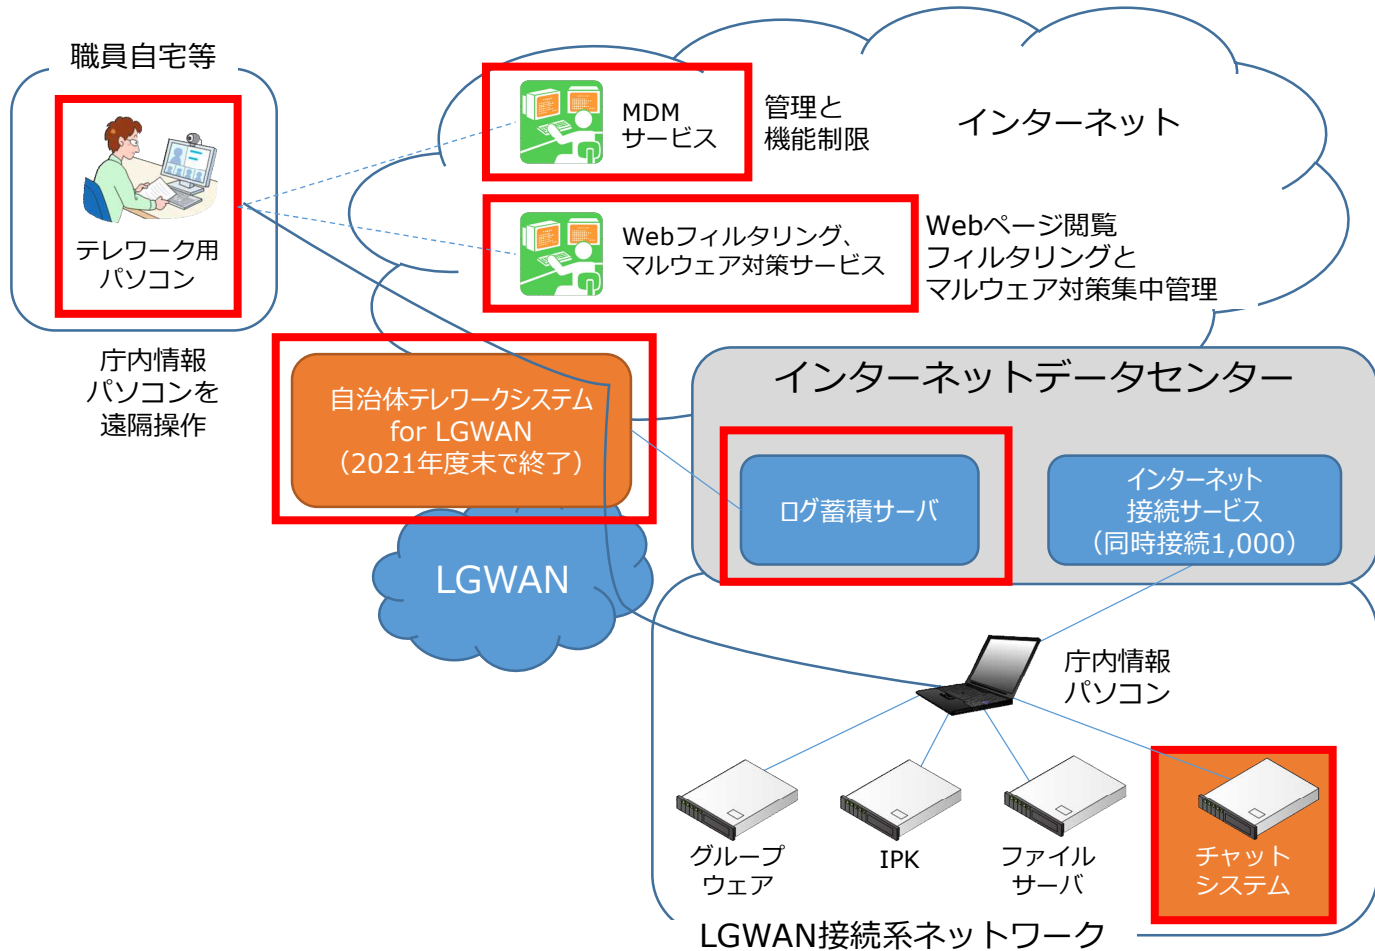 職員自宅等
テレワーク用
パソコン
庁内情報
パソコンを
遠隔操作
MDM
サービス
管理と
機能制限
インターネット
Webフィルタリング、
マルウェア対策サービス
Webページ閲覧
フィルタリングと
マルウェア対策集中管理
自治体テレワークシステム
for LGWAN
（2021年度末で終了）
LGWAN
インターネットデータセンター
ログ蓄積サーバ
インターネット
接続サービス
（同時接続1,000）
庁内情報
パソコン
グループ
ウェア
IPK
ファイル
サーバ
チャット
システム
LGWAN接続系ネットワーク